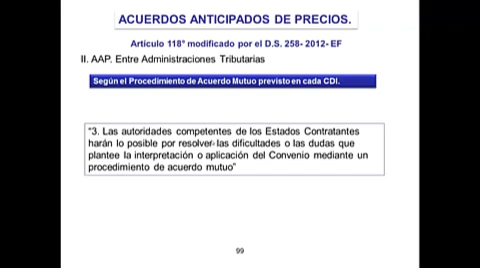 ACUERDOS ANTICIPADOS DE PRECIOS.
Artículo 118° modificado por el D.S. 258- 2012- EF
II. AAP. Entre Administraciones Tributarias
Según el Procedimiento de Acuerdo Mutuo previsto en cada CDI.
"3. Las autoridades competentes de los Estados Contratantes
harán lo posible por resolver las dificultades o las dudas que
plantee la interpretación o aplicación del Convenio mediante un
procedimiento de acuerdo mutuo"
99